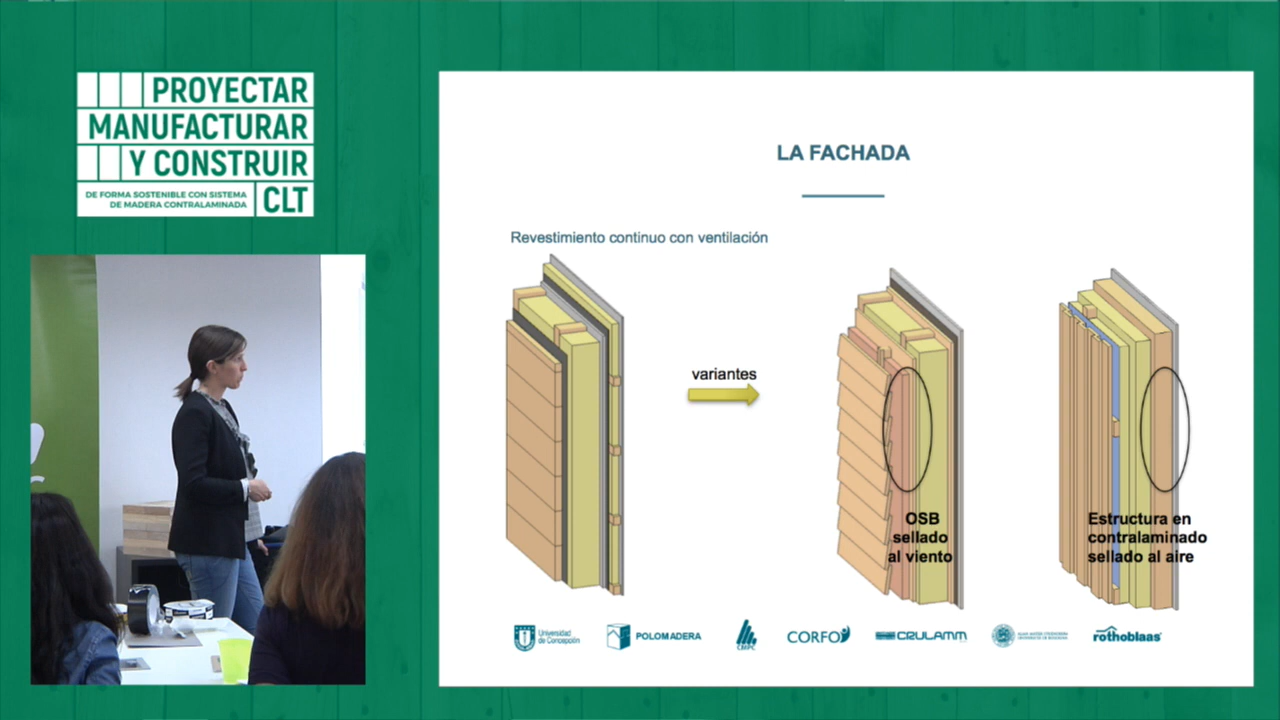 PROYECTAR
MANUFACTURAR
Y CONSTRUIR
DE FORMA SOSTENIBLE CON SISTEMA
DE MADERA CONTRALAMINADA
CLT
LA FACHADA
Revestimiento continuo con ventilación
variantes
OSB
sellado
al viento
Estructura en
contralaminado
sellado al aire
Universidad
de Concepción
POLOMADERA
CMPC
CORFO
CRULAMM
rothoblaas